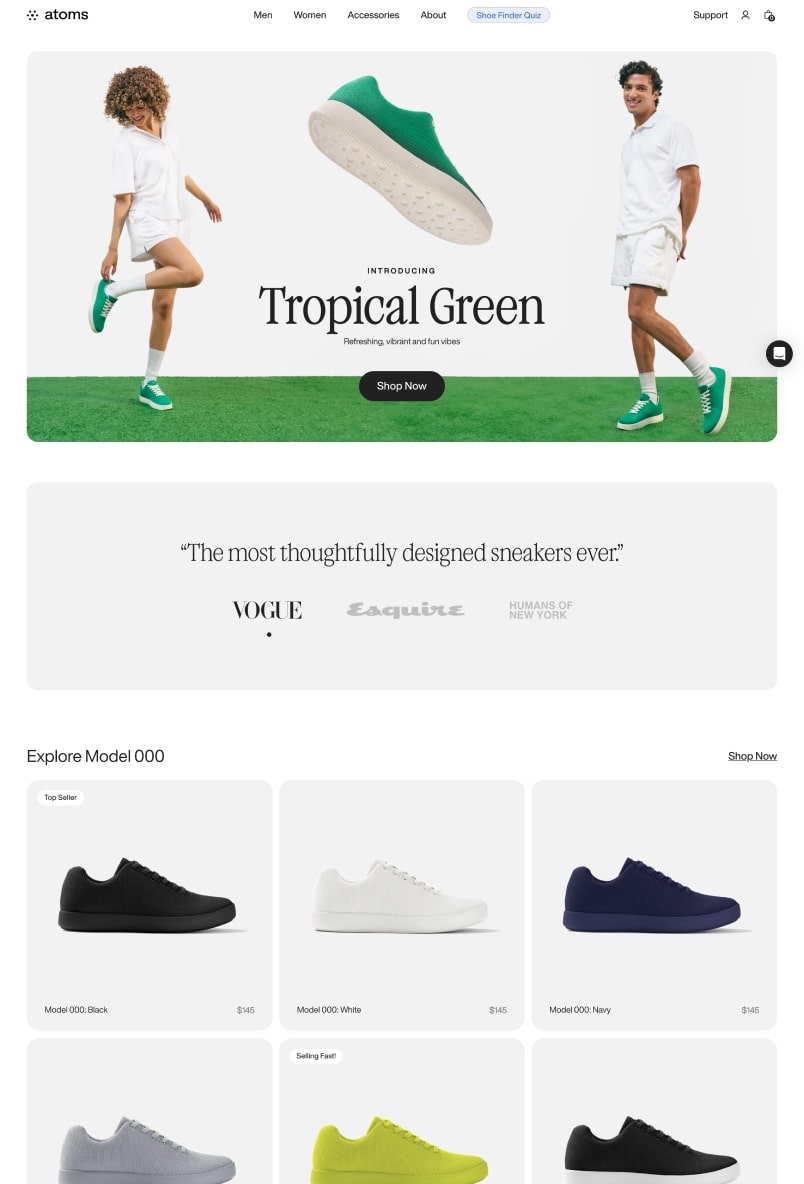 atoms
Men
Women
Accessories
About
Shoe Finder Quiz
Support
0
INTRODUCING
Tropical Green
Refreshing, vibrant and fun vibes
Shop Now
“The most thoughtfully designed sneakers ever.”
VOGUE
Esquire
HUMANS OF
NEW YORK
Explore Model 000
Shop Now
Top Seller
Model 000: Black
$145
Model 000: White
$145
Model 000: Navy
$145
Selling Fast!